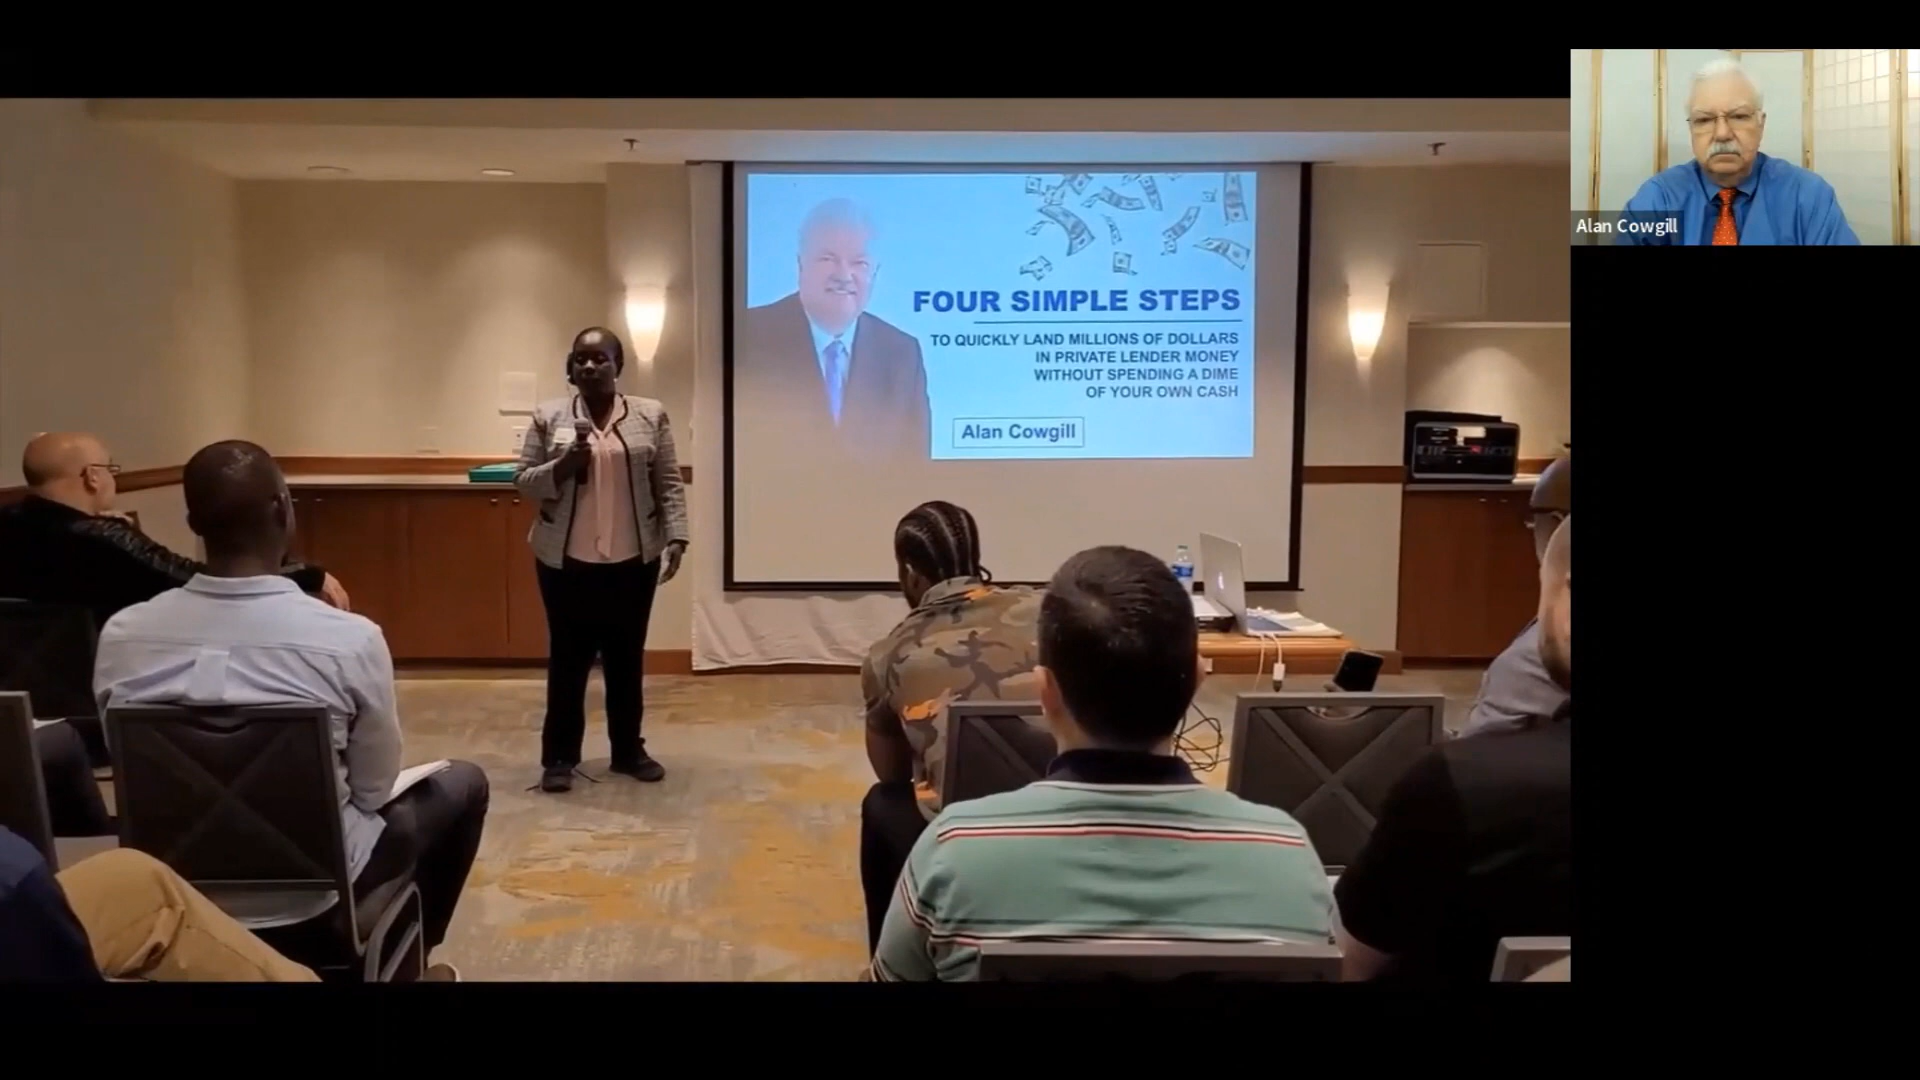 FOUR SIMPLE STEPS
TO QUICKLY LAND MILLIONS OF DOLLARS
IN PRIVATE LENDER MONEY
WITHOUT SPENDING A DIME
OF YOUR OWN CASH
Alan Cowgill
Alan Cowgill